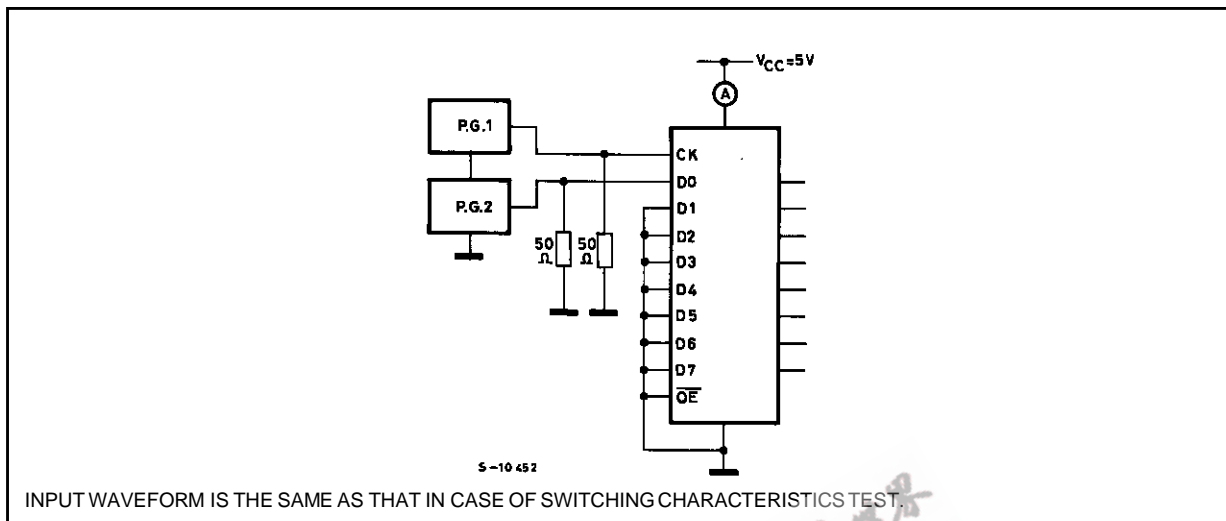 VCC=5V
A
P.G.1
CK
D0
P.G.2
D1
50 50
Ω Ω
D2
D3
D4
D5
D6
D7
OE
S-10452
INPUT WAVEFORM IS THE SAME AS THAT IN CASE OF SWITCHING CHARACTERISTICS TEST.